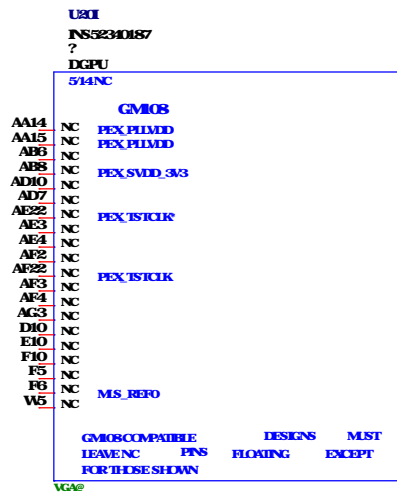 U20I
INS52340187
?
DGPU
5/14 NC
GM108
AA14 NC PEX_PLLVDD
AA15 NC PEX_PLLVDD
AB6 NC
AB8 NC PEX_SVDD_3V3
AD10 NC
AD7 NC
AE22 NC PEX_TSTCLK*
AE3 NC
AE4 NC
AF2 NC
AF22 NC PEX_TSTCLK
AF3 NC
AF4 NC
AG3 NC
D10 NC
E10 NC
F10 NC
F5 NC
F6 NC MLS_REF0
W5 NC
GM108 COMPATIBLE DESIGNS MUST
LEAVE NC PINS FLOATING EXCEPT
FOR THOSE SHOWN
VGA@